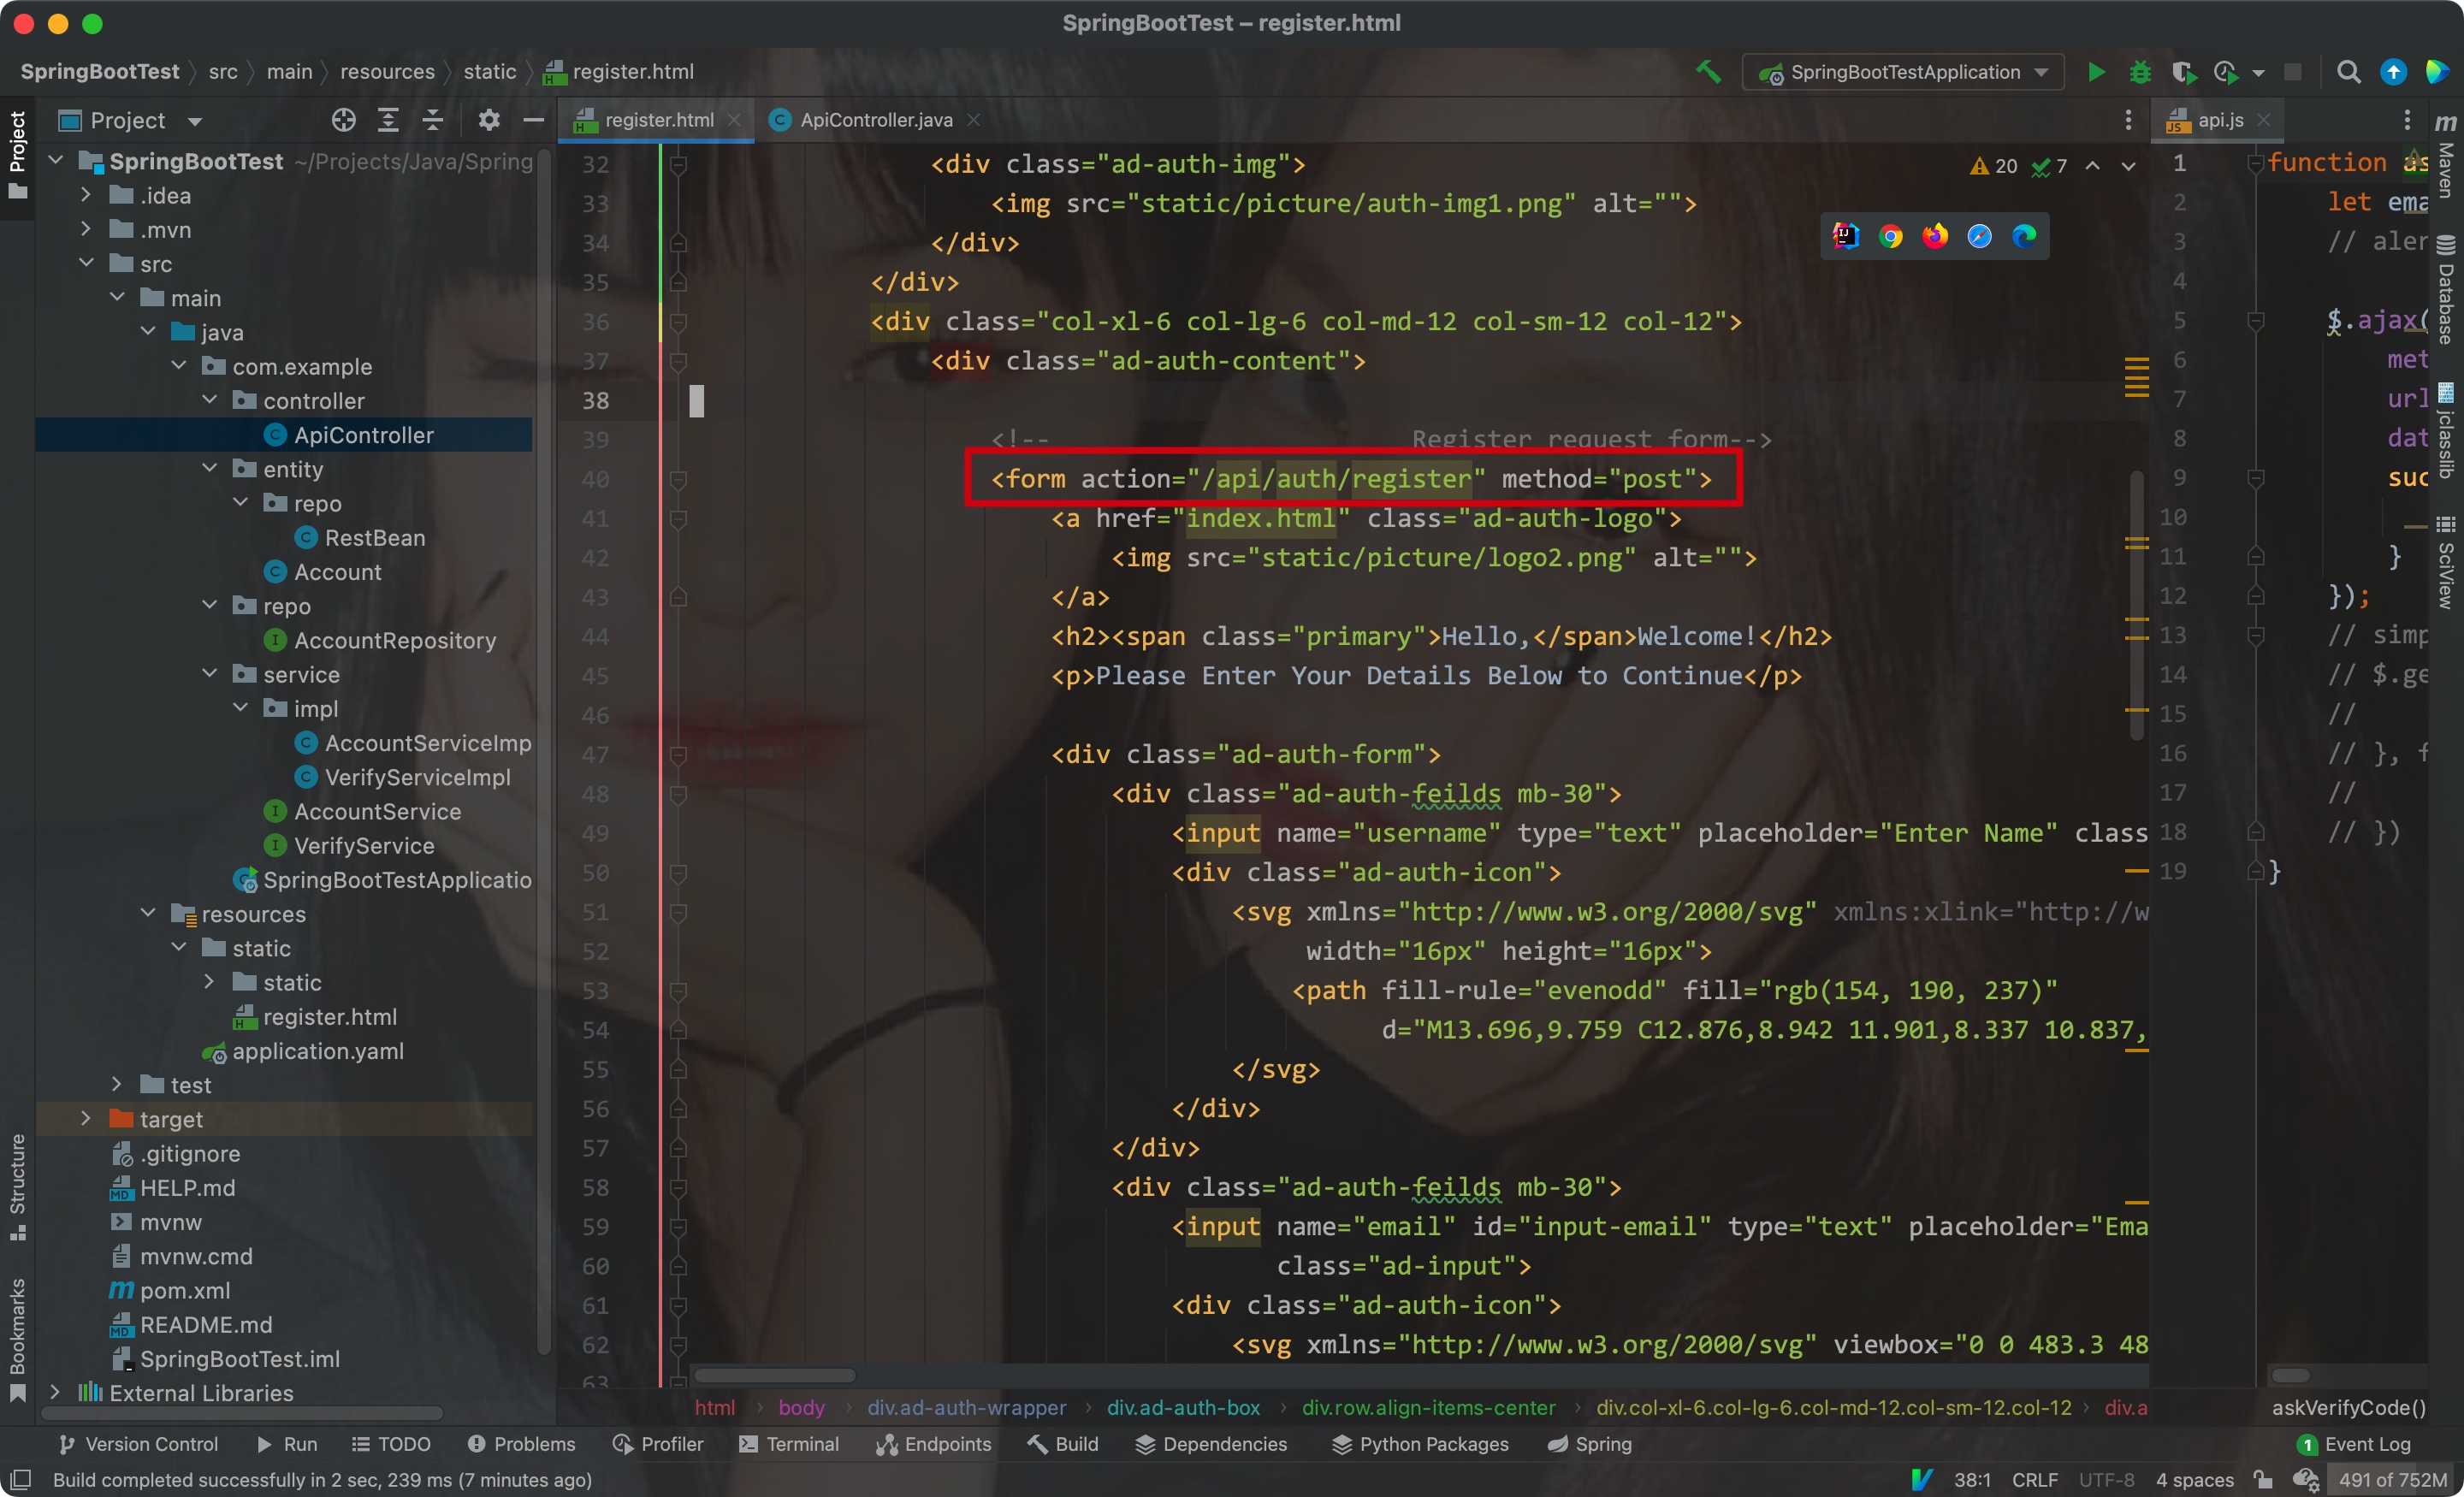 SpringBootTest – register.html
SpringBootTest src main resources static register.html
SpringBootTestApplication
Project
register.html
ApiController.java
api.js
Project
SpringBootTest ~/Projects/Java/Spring
.idea
.mvn
src
main
java
com.example
controller
ApiController
entity
repo
RestBean
Account
repo
AccountRepository
service
impl
AccountServiceImp
VerifyServiceImpl
AccountService
VerifyService
SpringBootTestApplicatio
resources
static
static
register.html
application.yaml
test
target
.gitignore
HELP.md
mvnw
mvnw.cmd
pom.xml
README.md
SpringBootTest.iml
External Libraries
Structure
Bookmarks
20 7
32 <div class="ad-auth-img">
33 <img src="static/picture/auth-img1.png" alt="">
34 </div>
35 </div>
36 <div class="col-xl-6 col-lg-6 col-md-12 col-sm-12 col-12">
37 <div class="ad-auth-content">
38
39 <!-- Register request form-->
40 <form action="/api/auth/register" method="post">
41 <a href="index.html" class="ad-auth-logo">
42 <img src="static/picture/logo2.png" alt="">
43 </a>
44 <h2><span class="primary">Hello,</span>Welcome!</h2>
45 <p>Please Enter Your Details Below to Continue</p>
46
47 <div class="ad-auth-form">
48 <div class="ad-auth-feilds mb-30">
49 <input name="username" type="text" placeholder="Enter Name" class
50 <div class="ad-auth-icon">
51 <svg xmlns="http://www.w3.org/2000/svg" xmlns:xlink="http://w
52 width="16px" height="16px">
53 <path fill-rule="evenodd" fill="rgb(154, 190, 237)"
54 d="M13.696,9.759 C12.876,8.942 11.901,8.337 10.837,
55 </svg>
56 </div>
57 </div>
58 <div class="ad-auth-feilds mb-30">
59 <input name="email" id="input-email" type="text" placeholder="Ema
60 class="ad-input">
61 <div class="ad-auth-icon">
62 <svg xmlns="http://www.w3.org/2000/svg" viewbox="0 0 483.3 48
63
1 function as
2 let ema
3 // aler
4
5 $.ajax(
6 met
7 url
8 dat
9 suc
10
11 }
12 });
13 // simp
14 // $.ge
15 //
16 // }, f
17 //
18 // })
19 }
Maven
Database
jclasslib
SciView
html body div.ad-auth-wrapper div.ad-auth-box div.row.align-items-center div.col-xl-6.col-lg-6.col-md-12.col-sm-12.col-12 div.a
askVerifyCode()
Version Control Run TODO Problems Profiler Terminal Endpoints Build Dependencies Python Packages Spring
1 Event Log
Build completed successfully in 2 sec, 239 ms (7 minutes ago)
38:1 CRLF UTF-8 4 spaces 491 of 752M